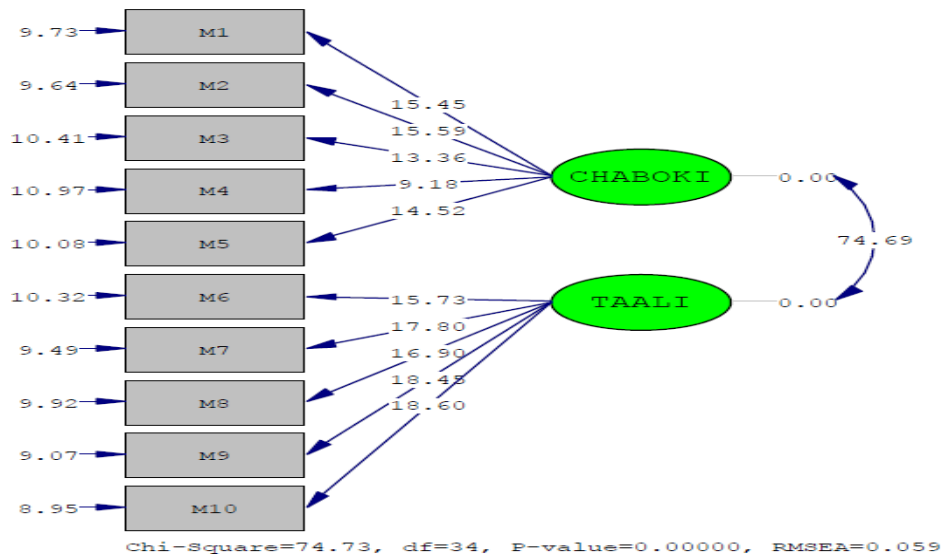 9.73 M1
9.64 M2
15.45
10.41 M3
15.59
13.36
10.97 M4
9.18
CHABOKI 0.00
14.52
10.08 M5
74.69
10.32 M6
15.73
TAALI 0.00
17.80
9.49 M7
16.90
18.45
9.92 M8
18.60
9.07 M9
8.95 M10
Chi-Square=74.73, df=34, P-value=0.00000, RMSEA=0.059